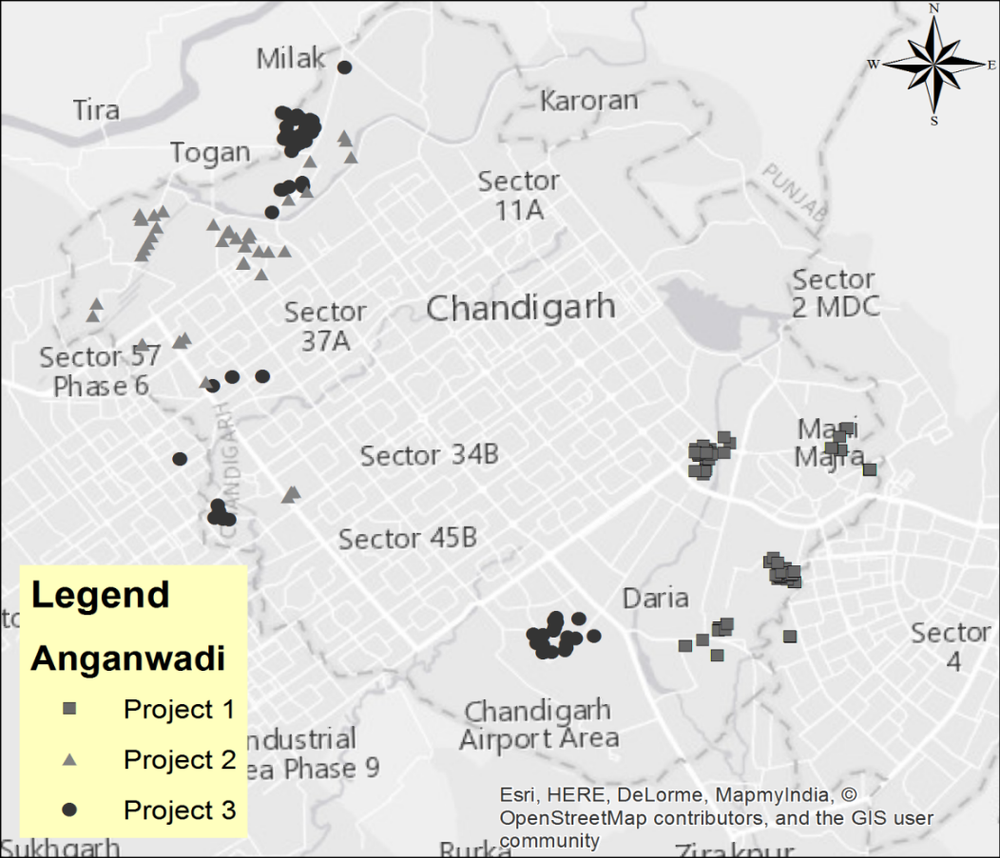 N
W
E
S
Milak
Tira
Karoran
Togan
Sector
11A
PUNJAB
Sector
2 MDC
Chandigarh
Sector
37A
Sector 57
Phase 6
CHANDIGARH
Sector 34B
Mani
Majra
Sector 45B
Daria
Sector
4
Legend
Anganwadi
Project 1
Project 2
Project 3
Chandigarh
Airport Area
ndustrial
ea Phase 9
Esri, HERE, DeLorme, MapmyIndia, ©
OpenStreetMap contributors, and the GIS user
community
Sukhgarh
Rurka
Zirakpur